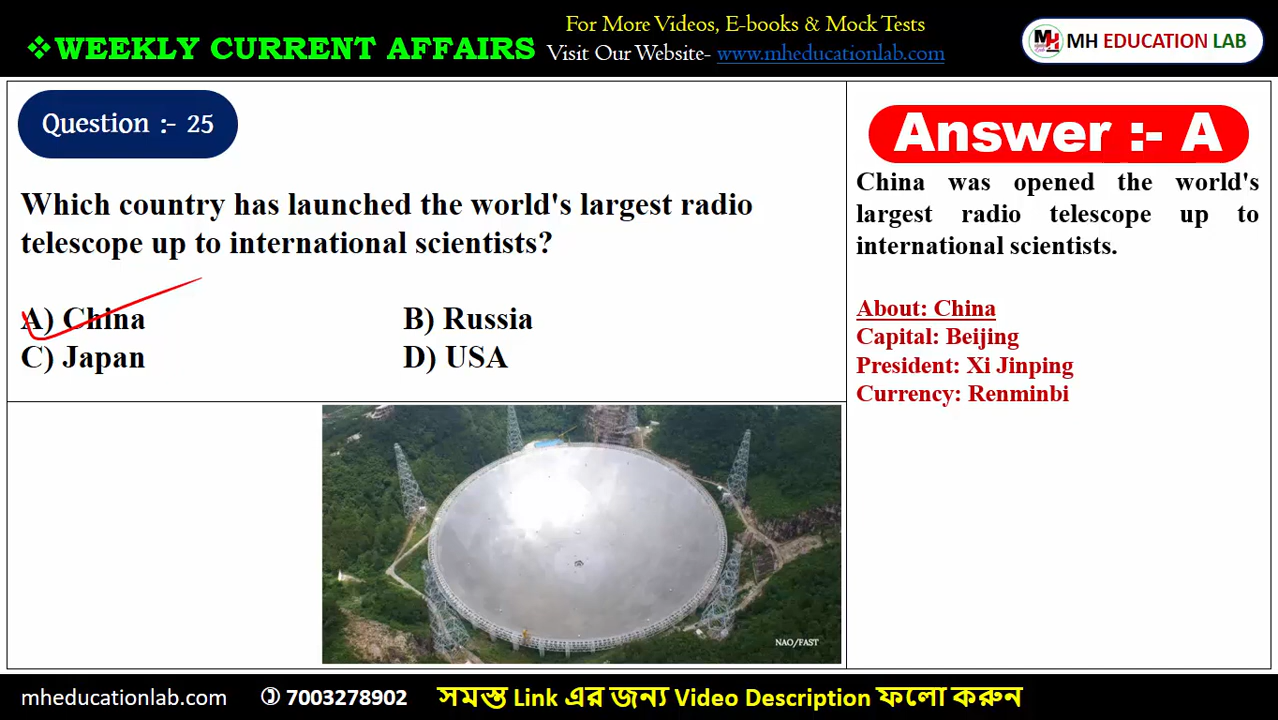 ❖WEEKLY CURRENT AFFAIRS
For More Videos, E-books & Mock Tests
Visit Our Website- www.mheducationlab.com
MH
MH EDUCATION LAB
Question :- 25
Which country has launched the world's largest radio
telescope up to international scientists?
A) China
B) Russia
C) Japan
D) USA
Answer :- A
China was opened the world's
largest radio telescope up to
international scientists.
About: China
Capital: Beijing
President: Xi Jinping
Currency: Renminbi
NAO/FAST
mheducationlab.com
7003278902
সমস্ত Link এর জন্য Video Description ফলো করুন